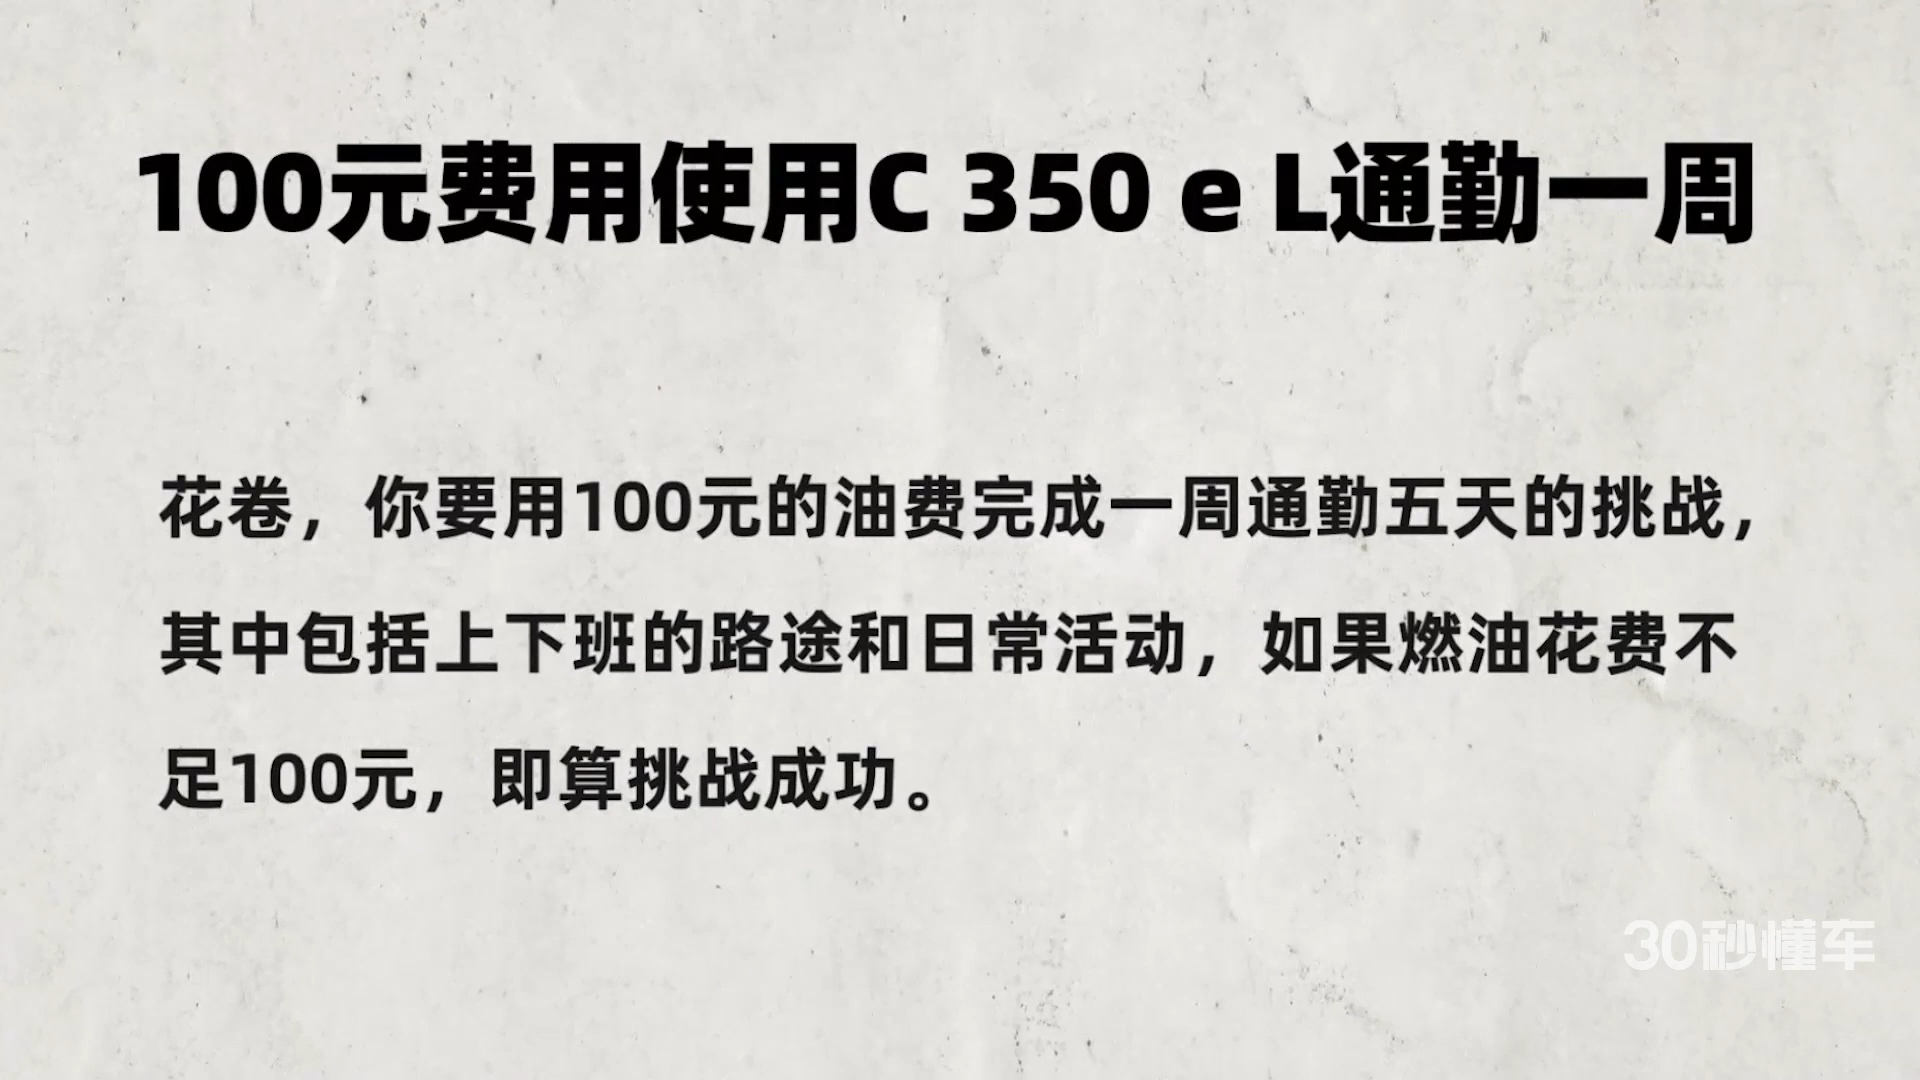 100元费用使用C 350 e L通勤一周
花卷，你要用100元的油费完成一周通勤五天的挑战，
其中包括上下班的路途和日常活动，如果燃油花费不
足100元，即算挑战成功。
30秒懂车